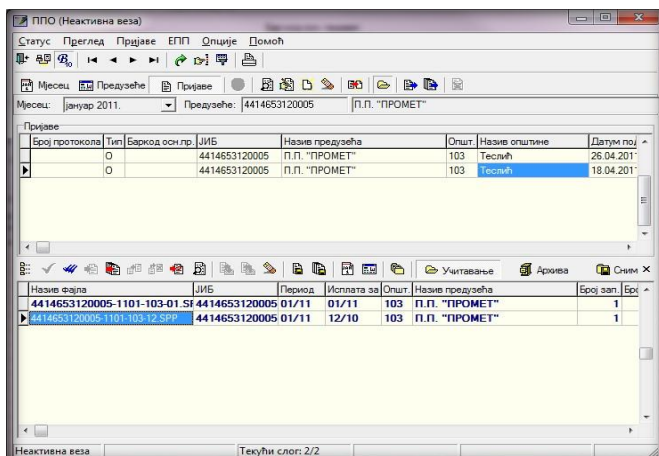 ППО (Неактивна веза)
Статус Преглед Пријаве ЕПП Опције Помоћ
Мјесец Предузеће Пријаве
Мјесец: јануар 2011. Предузеће: 4414653120005 П.П. "ПРОМЕТ"
Пријаве
Број протокола Тип Баркод осн.пр. ЈИБ Назив предузећа Општ. Назив општине Датум под
О 4414653120005 П.П. "ПРОМЕТ" 103 Теслић 26.04.201
О 4414653120005 П.П. "ПРОМЕТ" 103 Теслић 18.04.201
Учитавање Архива Сним
Назив фајла ЈИБ Период Исплата за Општ. Назив предузећа Број зап. Брс
4414653120005-1101-103-01.SF 4414653120005 01/11 01/11 103 П.П. "ПРОМЕТ" 1
4414653120005-1101-103-12.SPP 4414653120005 01/11 12/10 103 П.П. "ПРОМЕТ" 1
Неактивна веза Текући слог: 2/2